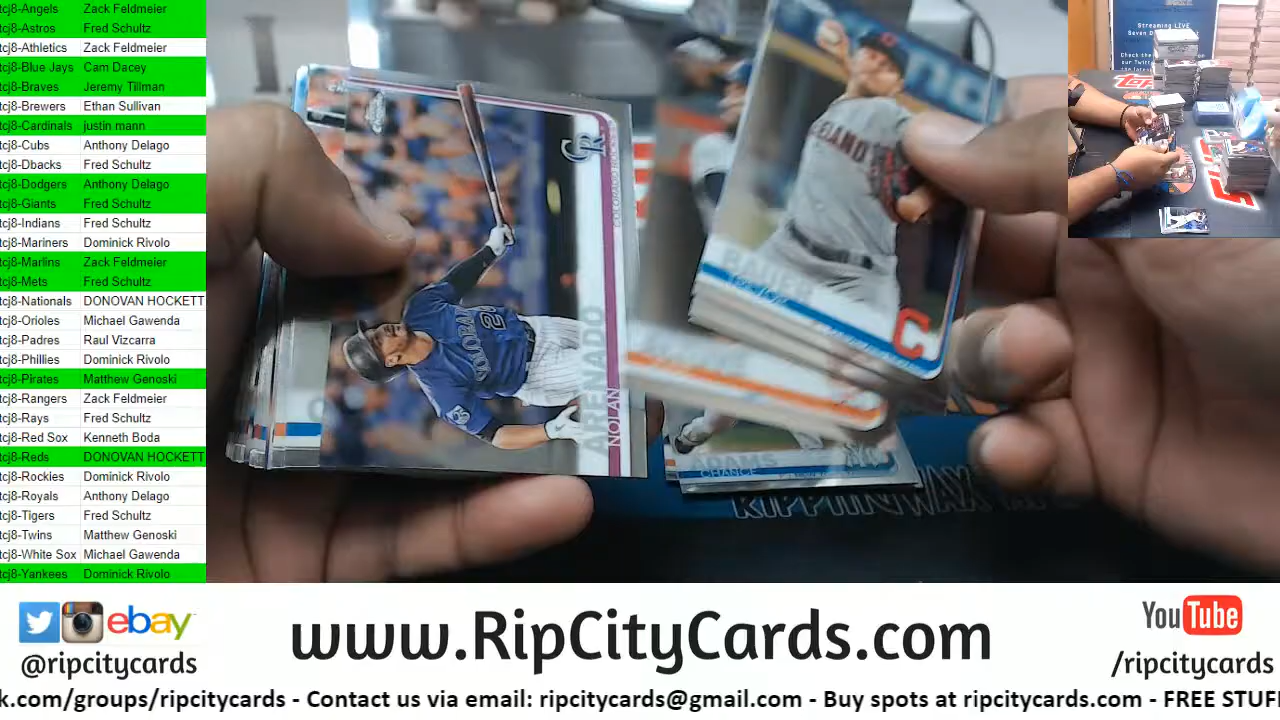 tcj8-Angels Zack Feldmeier
tcj8-Astros Fred Schultz
tcj8-Athletics Zack Feldmeier
tcj8-Blue Jays Cam Dacey
tcj8-Braves Jeremy Tillman
tcj8-Brewers Ethan Sullivan
tcj8-Cardinals justin mann
tcj8-Cubs Anthony Delago
tcj8-Dbacks Fred Schultz
tcj8-Dodgers Anthony Delago
tcj8-Giants Fred Schultz
tcj8-Indians Fred Schultz
tcj8-Mariners Dominick Rivolo
tcj8-Marlins Zack Feldmeier
tcj8-Mets Fred Schultz
tcj8-Nationals DONOVAN HOCKETT
tcj8-Orioles Michael Gawenda
tcj8-Padres Raul Vizcarra
tcj8-Phillies Dominick Rivolo
tcj8-Pirates Matthew Genoski
tcj8-Rangers Zack Feldmeier
tcj8-Rays Fred Schultz
tcj8-Red Sox Kenneth Boda
tcj8-Reds DONOVAN HOCKETT
tcj8-Rockies Dominick Rivolo
tcj8-Royals Anthony Delago
tcj8-Tigers Fred Schultz
tcj8-Twins Matthew Genoski
tcj8-White Sox Michael Gawenda
tcj8-Yankees Dominick Rivolo
CR
NOLAN
ARENADO
C
ADAMS
CHANCE
RIPPINWAX
Streaming LIVE
ebay
@ripcitycards
www.RipCityCards.com
YouTube
/ripcitycards
k.com/groups/ripcitycards - Contact us via email: ripcitycards@gmail.com - Buy spots at ripcitycards.com - FREE STUF